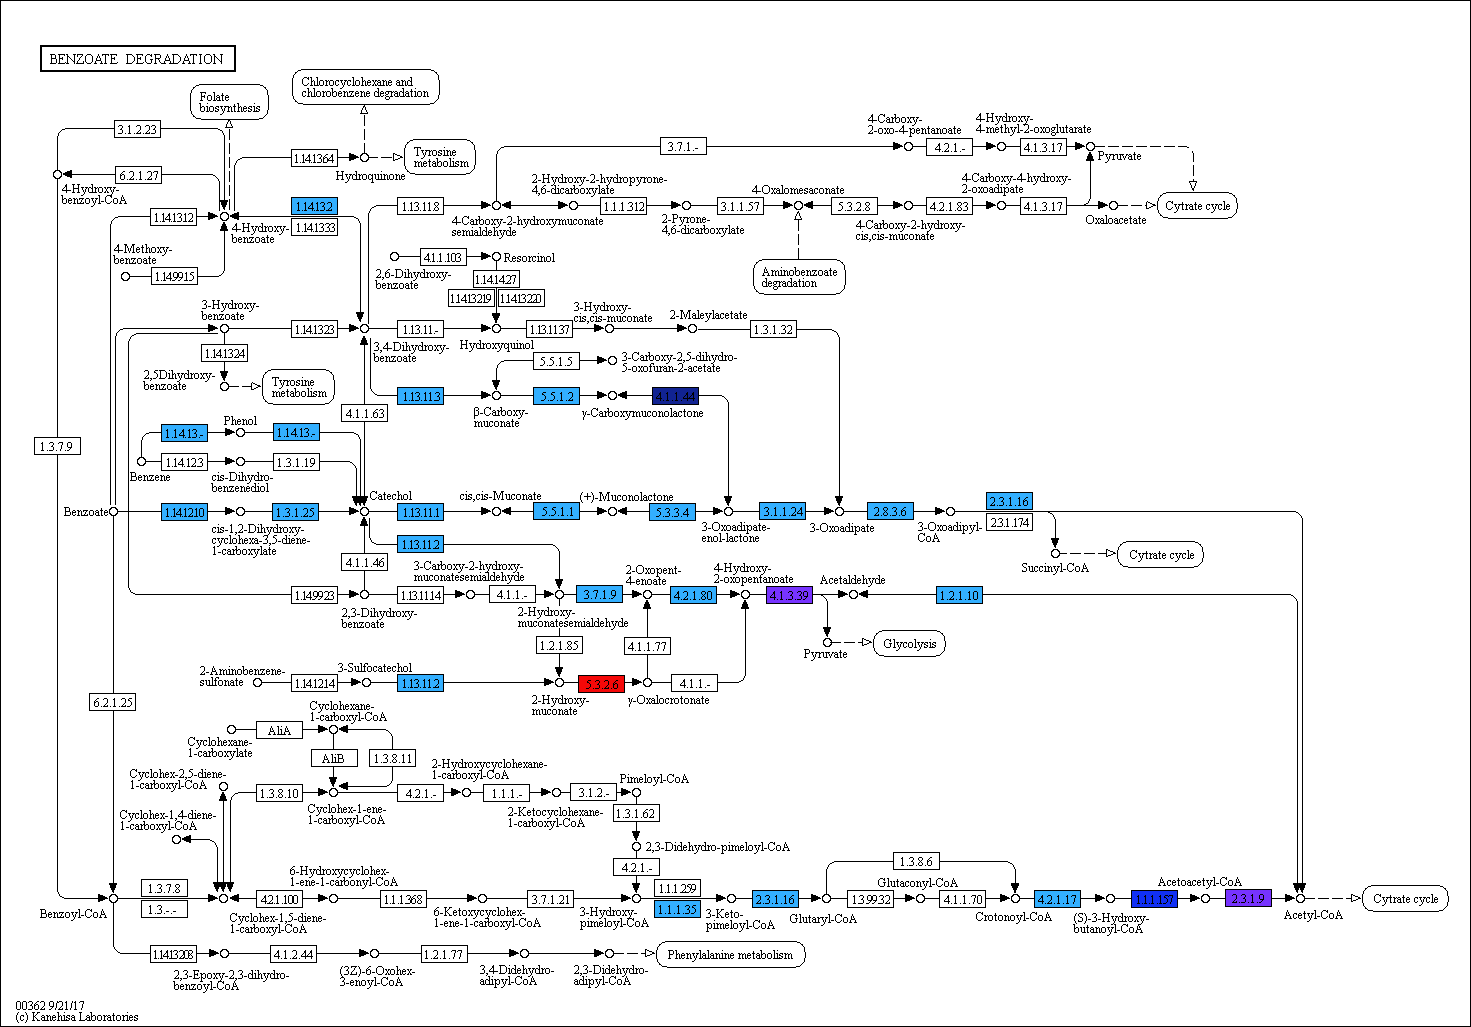 BENZOATE DEGRADATION
Chlorocyclohexane and
chlorobenzene degradation
Folate
biosynthesis
3.1.2.23
1.14.13.64
Tyrosine
metabolism
Hydroquinone
6.2.1.27
4-Hydroxy-
benzoyl-CoA
3.7.1.-
4-Carboxy-
2-oxo-4-pentanoate
4.2.1.-
4-Hydroxy-
4-methyl-2-oxoglutarate
4.1.3.17
Pyruvate
1.14.13.12
4-Hydroxy-
benzoate
1.14.13.2
1.14.13.33
1.13.11.8
4-Carboxy-2-hydroxymuconate
semialdehyde
2-Hydroxy-2-hydropyrone-
4,6-dicarboxylate
1.1.1.312
2-Pyrone-
4,6-dicarboxylate
3.1.1.57
4-Oxalomesaconate
5.3.2.8
4-Carboxy-2-hydroxy-
cis,cis-muconate
4.2.1.83
4-Carboxy-4-hydroxy-
2-oxoadipate
4.1.3.17
Oxaloacetate
Cytrate cycle
4-Methoxy-
benzoate
1.14.99.15
2,6-Dihydroxy-
benzoate
4.1.1.103
Resorcinol
1.14.14.27
1.14.13.219
1.14.13.220
Aminobenzoate
degradation
3-Hydroxy-
benzoate
1.14.13.23
3,4-Dihydroxy-
benzoate
1.13.11.-
Hydroxyquinol
1.13.11.37
3-Hydroxy-
cis,cis-muconate
2-Maleylacetate
1.3.1.32
1.14.13.24
2,5Dihydroxy-
benzoate
Tyrosine
metabolism
5.5.1.5
3-Carboxy-2,5-dihydro-
5-oxofuran-2-acetate
4.1.1.63
1.13.11.3
β-Carboxy-
muconate
5.5.1.2
γ-Carboxymuconolactone
4.1.1.44
1.3.7.9
Phenol
1.14.13.-
1.14.13.-
Benzene
1.14.12.3
cis-Dihydro-
benzenediol
1.3.1.19
Benzoate
1.14.12.10
cis-1,2-Dihydroxy-
cyclohexa-3,5-diene-
1-carboxylate
1.3.1.25
Catechol
1.13.11.1
cis,cis-Muconate
5.5.1.1
(+)-Muconolactone
5.3.3.4
3-Oxoadipate-
enol-lactone
3.1.1.24
3-Oxoadipate
2.8.3.6
3-Oxoadipyl-
CoA
2.3.1.16
2.3.1.174
Succinyl-CoA
Cytrate cycle
1.13.11.2
4.1.1.46
1.14.99.23
2,3-Dihydroxy-
benzoate
1.13.11.14
3-Carboxy-2-hydroxy-
muconatesemialdehyde
4.1.1.-
2-Hydroxy-
muconatesemialdehyde
3.7.1.9
2-Oxopent-
4-enoate
4.2.1.80
4-Hydroxy-
2-oxopentanoate
4.1.3.39
Acetaldehyde
1.2.1.10
Pyruvate
Glycolysis
1.2.1.85
4.1.1.77
2-Aminobenzene-
sulfonate
1.14.12.14
3-Sulfocatechol
1.13.11.2
2-Hydroxy-
muconate
5.3.2.6
γ-Oxalocrotonate
4.1.1.-
6.2.1.25
Cyclohexane-
1-carboxylate
AliA
Cyclohexane-
1-carboxyl-CoA
AliB
1.3.8.11
Cyclohex-2,5-diene-
1-carboxyl-CoA
1.3.8.10
Cyclohex-1-ene-
1-carboxyl-CoA
4.2.1.-
2-Hydroxycyclohexane-
1-carboxyl-CoA
1.1.1.-
2-Ketocyclohexane-
1-carboxyl-CoA
3.1.2.-
Pimeloyl-CoA
1.3.1.62
Cyclohex-1,4-diene-
1-carboxyl-CoA
2,3-Didehydro-pimeloyl-CoA
4.2.1.-
Benzoyl-CoA
1.3.7.8
1.3.-.-
Cyclohex-1,5-diene-
1-carboxyl-CoA
4.2.1.100
6-Hydroxycyclohex-
1-ene-1-carbonyl-CoA
1.1.1.368
6-Ketoxycyclohex-
1-ene-1-carbonyl-CoA
3.7.1.21
3-Hydroxy-
pimeloyl-CoA
1.1.1.259
1.1.1.35
3-Keto-
pimeloyl-CoA
2.3.1.16
Glutaryl-CoA
1.3.8.6
1.3.99.32
Glutaconyl-CoA
4.1.1.70
Crotonoyl-CoA
4.2.1.17
(S)-3-Hydroxy-
butanoyl-CoA
1.1.1.157
Acetoacetyl-CoA
2.3.1.9
Acetyl-CoA
Cytrate cycle
1.14.13.208
2,3-Epoxy-2,3-dihydro-
benzoyl-CoA
4.1.2.44
(3Z)-6-Oxohex-
3-enoyl-CoA
1.2.1.77
3,4-Didehydro-
adipyl-CoA
2,3-Didehydro-
adipyl-CoA
Phenylalanine metabolism
00362 9/21/17
(c) Kanehisa Laboratories